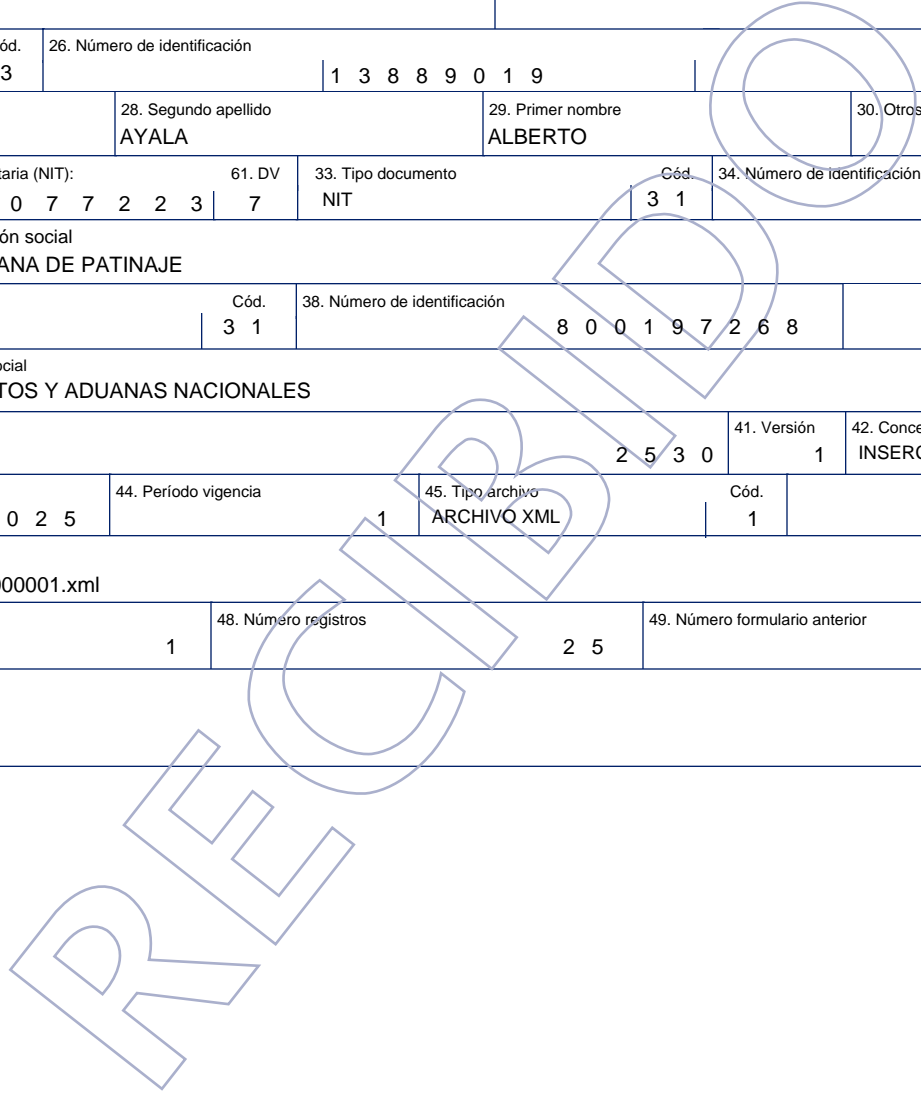 ód. 26. Número de identificación
3 1 3 8 8 9 0 1 9
28. Segundo apellido 29. Primer nombre 30. Otros
AYALA ALBERTO
taria (NIT): 61. DV 33. Tipo documento Cód. 34. Número de identificación
0 7 7 2 2 3 7 NIT 3 1
ón social
ANA DE PATINAJE
Cód. 38. Número de identificación
3 1 8 0 0 1 9 7 2 6 8
ocial
TOS Y ADUANAS NACIONALES
41. Versión 42. Conce
2 5 3 0 1 INSERC
44. Período vigencia 45. Tipo archivo Cód.
0 2 5 1 ARCHIVO XML 1
000001.xml
48. Número registros 49. Número formulario anterior
1 2 5
RECIBIDO